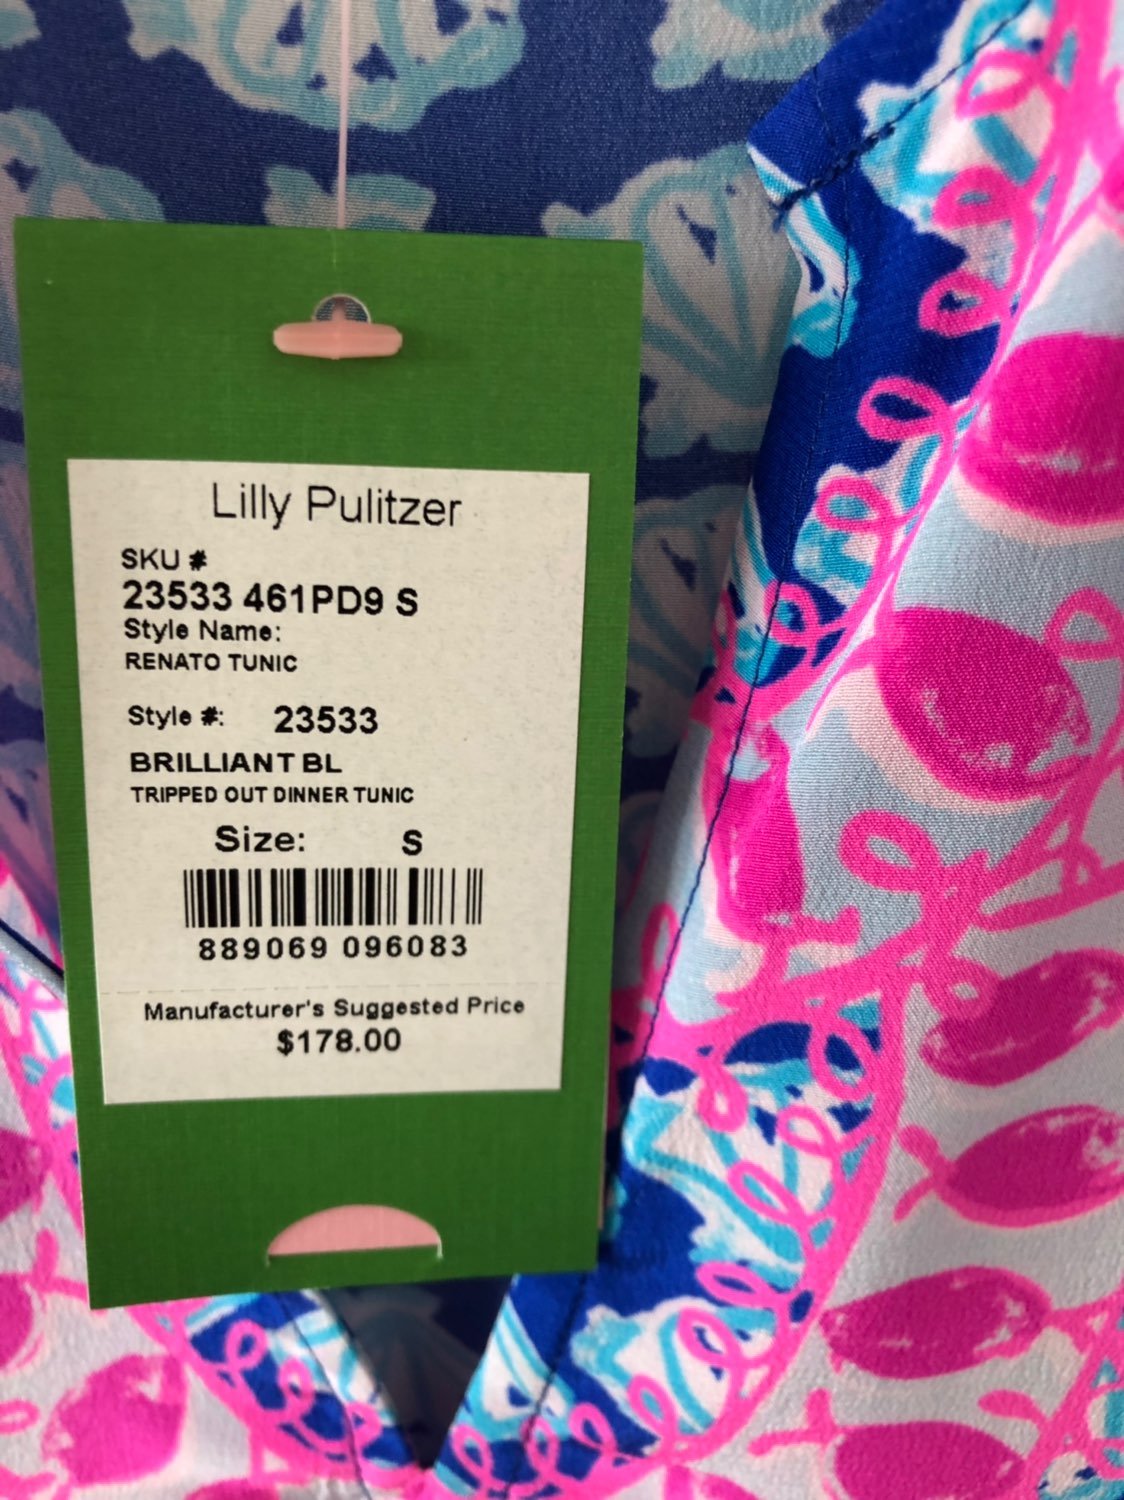 Lilly Pulitzer
SKU #
23533 461PD9 S
Style Name:
RENATO TUNIC
Style #: 23533
BRILLIANT BL
TRIPPED OUT DINNER TUNIC
Size: S
889069 096083
Manufacturer's Suggested Price
$178.00